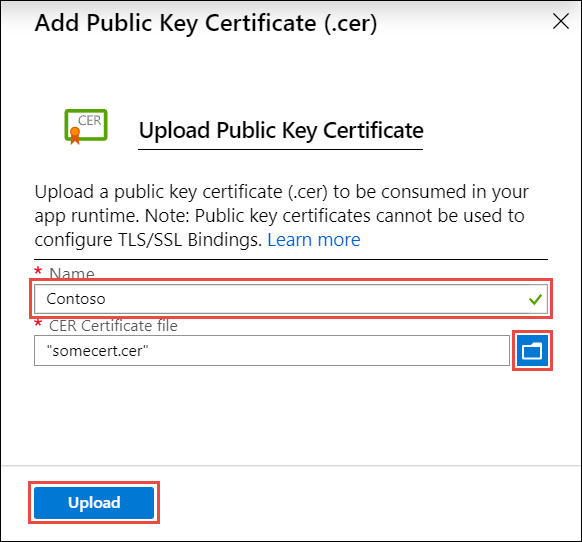 Add Public Key Certificate (.cer)
CER
Upload Public Key Certificate
Upload a public key certificate (.cer) to be consumed in your
app runtime. Note: Public key certificates cannot be used to
configure TLS/SSL Bindings. Learn more
* Name
Contoso
* CER Certificate file
"somecert.cer"
Upload